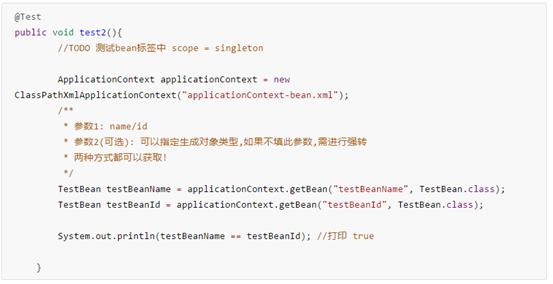 @Test
public void test2(){
//TODO 测试bean标签中 scope = singleton
ApplicationContext applicationContext = new
ClassPathXmlApplicationContext("applicationContext-bean.xml");
/**
* 参数1: name/id
* 参数2(可选): 可以指定生成对象类型,如果不填此参数,需进行强转
* 两种方式都可以获取!
*/
TestBean testBeanName = applicationContext.getBean("testBeanName", TestBean.class);
TestBean testBeanId = applicationContext.getBean("testBeanId", TestBean.class);
System.out.println(testBeanName == testBeanId); //打印 true
}